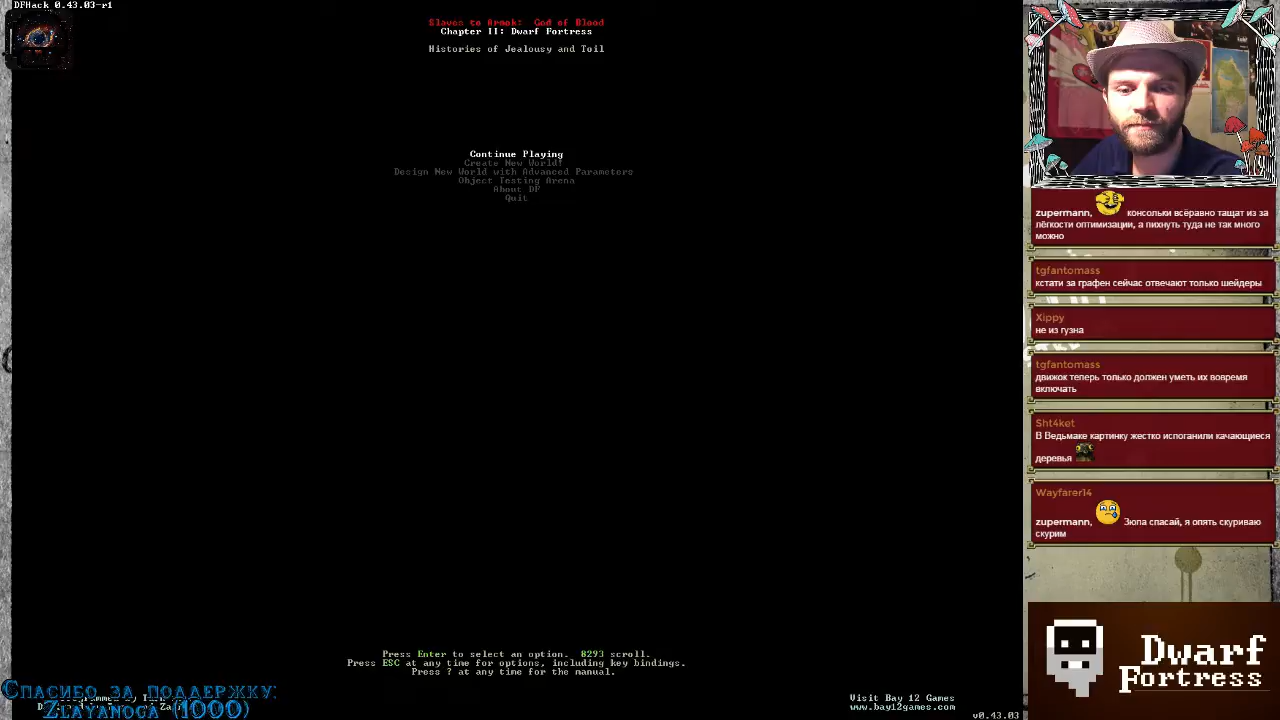 DFHack 0.43.03-r1
Slaves to Armok: God of Blood
Chapter II: Dwarf Fortress
Histories of Jealousy and Toil
Continue Playing
Create New World!
Design New World with Advanced Parameters
Object Testing Arena
About DF
Quit
Press Enter to select an option. 8293 scroll.
Press ESC at any time for options, including key bindings.
Press ? at any time for the manual.
Спасибо за поддержку:
Zlayanoga (1000)
Visit Bay 12 Games
www.bay12games.com
v0.43.03
zupermann, консольки всёравно тащат из за
лёгкости оптимизации, а пихнуть туда не так много
можно
tgfantomass
кстати за графен сейчас отвечают только шейдеры
Xippy
не из гузна
tgfantomass
движок теперь только должен уметь их вовремя
включать
Sht4ket
В Ведьмаке картинку жестко испоганили качающиеся
деревья
Wayfarer14
zupermann, Зюпа спасай, я опять скуриваю
скурим
Dwarf
Fortress